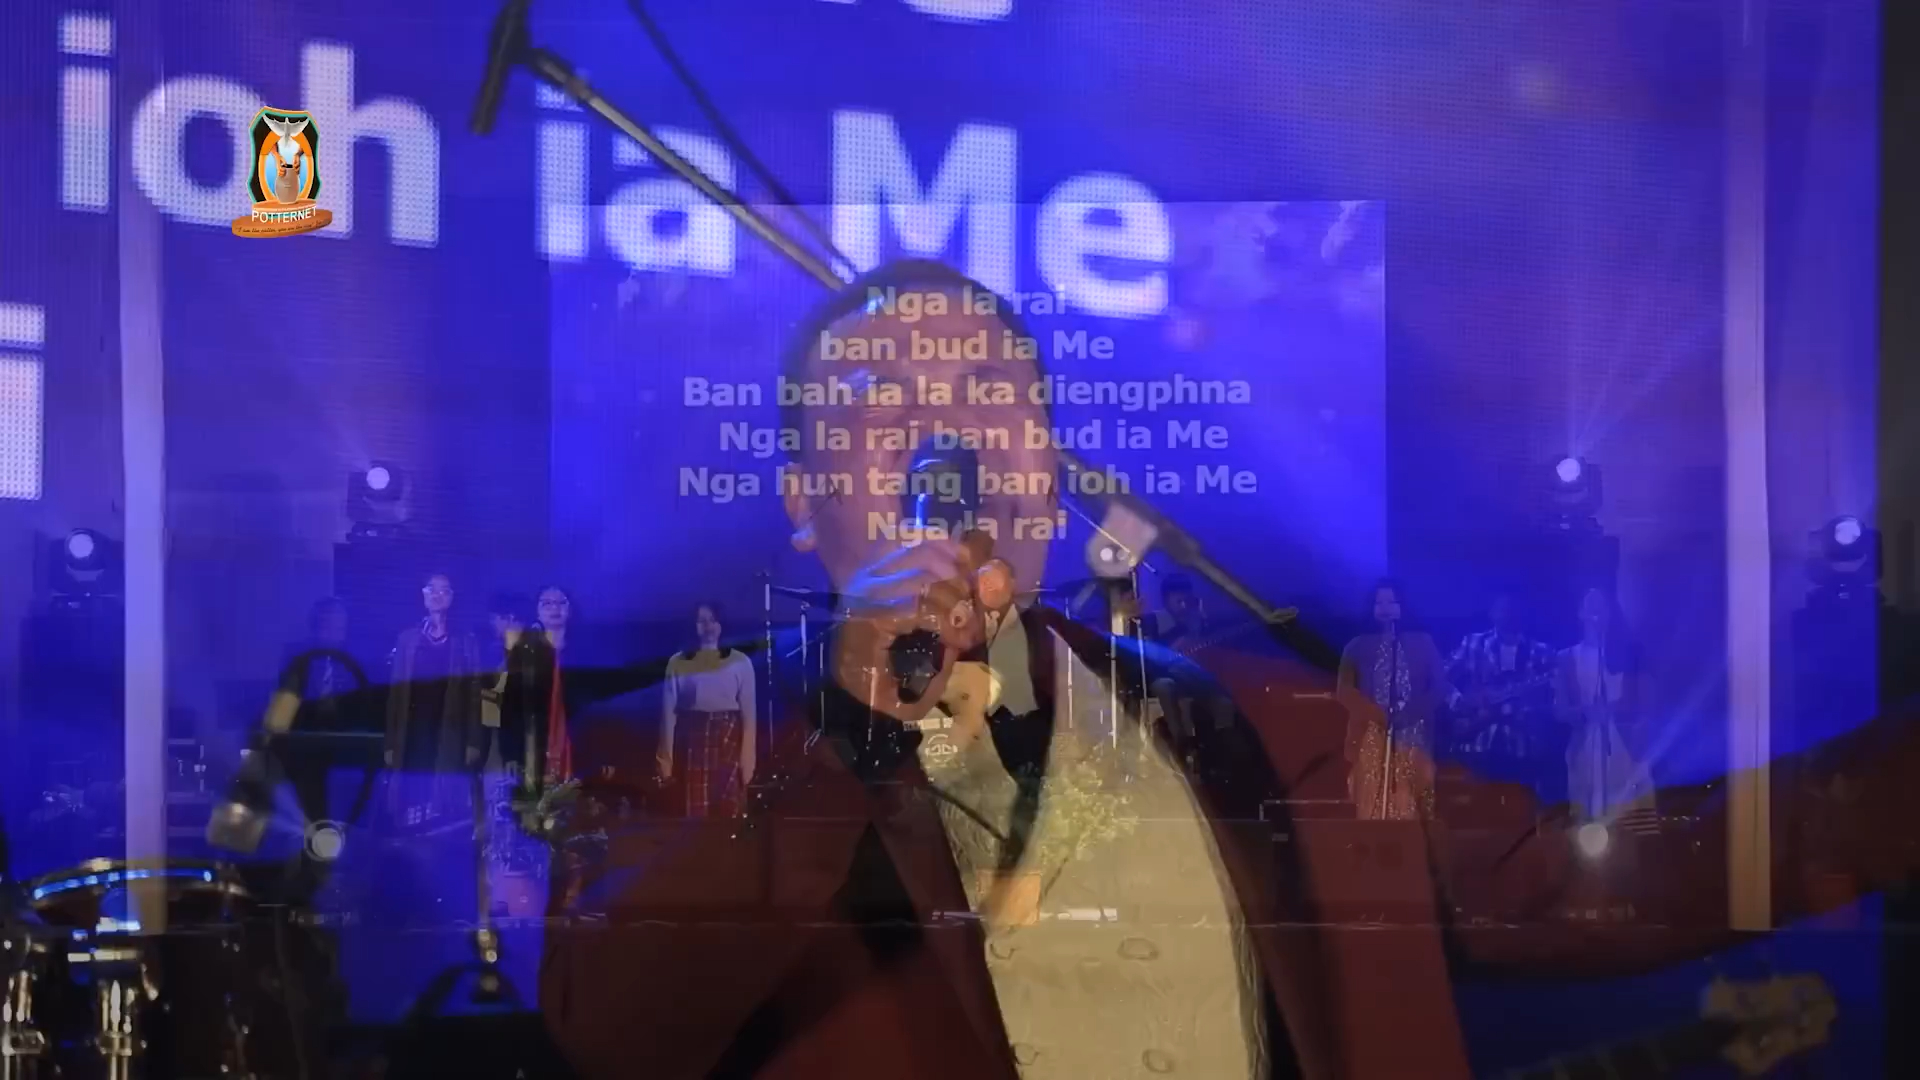 ioh ia Me
i
POTTERNET
Nga la rai
ban bud ia Me
Ban bah ia la ka diengphna
Nga la rai ban bud ia Me
Nga hun tang ban ioh ia Me
Nga la rai